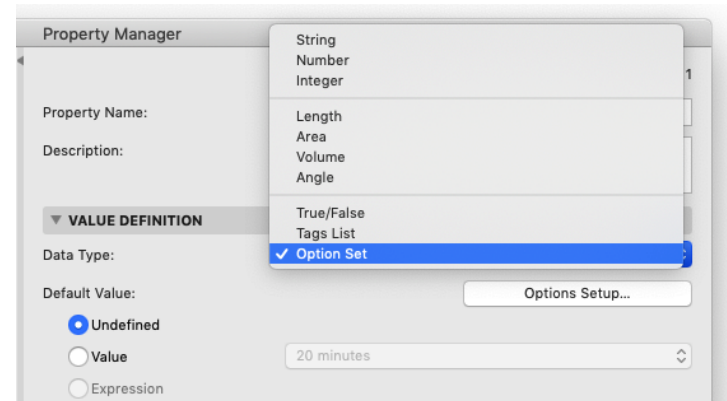 Property Manager
String
Number
Integer
1
Property Name:
Length
Area
Description:
Volume
Angle
True/False
VALUE DEFINITION
Tags List
Data Type:
✓ Option Set
Default Value:
Options Setup...
Undefined
Value
20 minutes
Expression